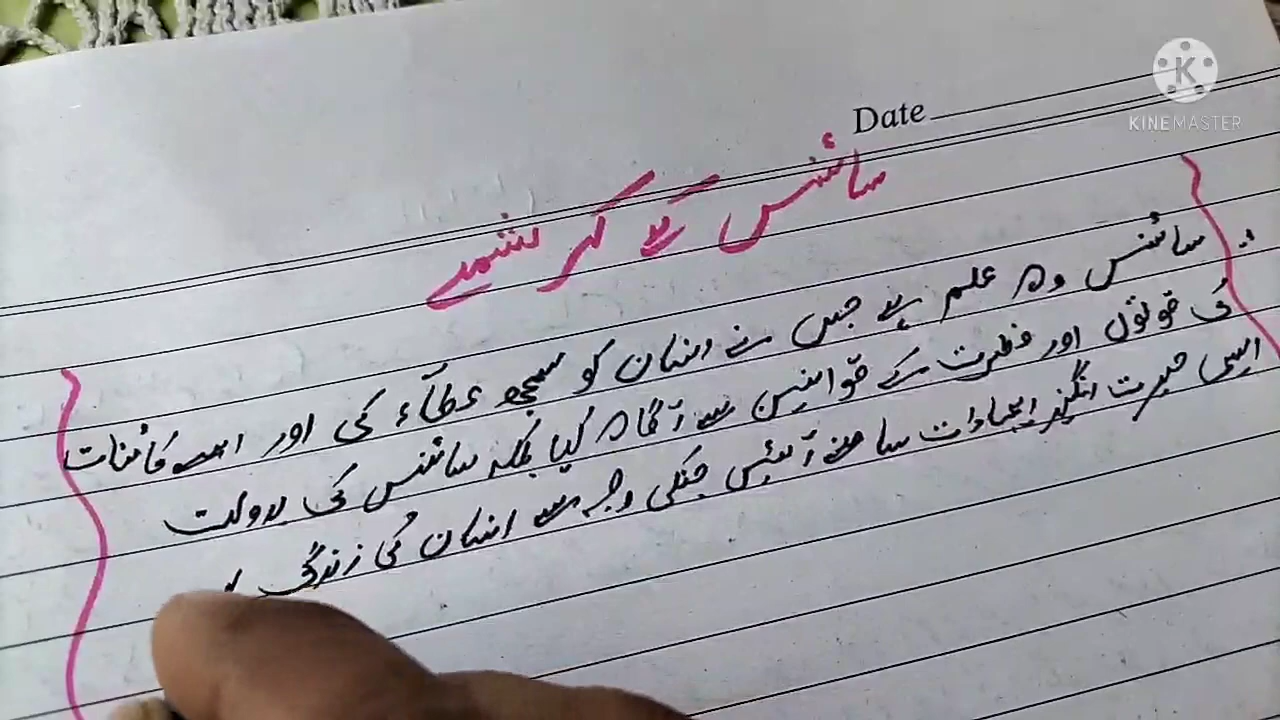 KINEMASTER
Date
سائنس کے کرشمے
سائنس وہ علم ہے جس نے انسان کو سمجھ عطآء کی اور اسے کائنات
کی قوتوں اور فطرت کے قوانین سے آگاہ کیا بلکہ سائنس کی بدولت
ایسی حیرت انگیز ایجادات سامنے آئیں جنکی وجہ سے انسان کی زندگی